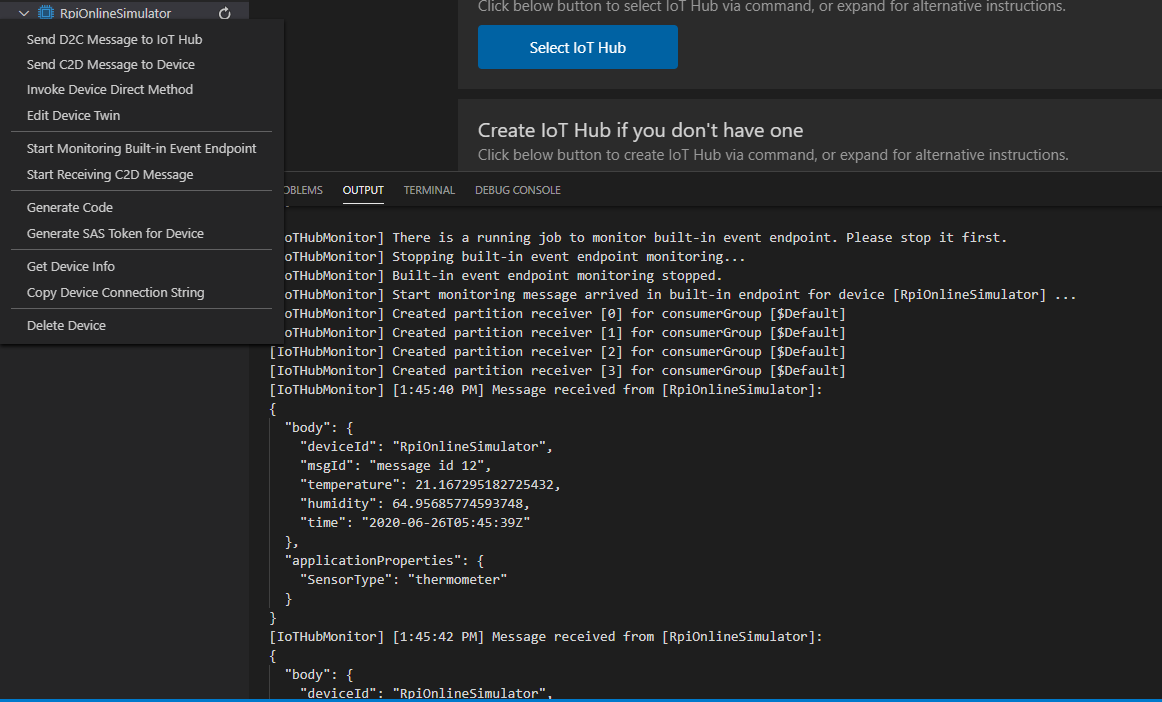 RpiOnlineSimulator
Send D2C Message to IoT Hub
Send C2D Message to Device
Invoke Device Direct Method
Edit Device Twin
Start Monitoring Built-in Event Endpoint
Start Receiving C2D Message
Generate Code
Generate SAS Token for Device
Get Device Info
Copy Device Connection String
Delete Device
Click below button to select IoT Hub via command, or expand for alternative instructions.
Select IoT Hub
Create IoT Hub if you don't have one
Click below button to create IoT Hub via command, or expand for alternative instructions.
OBLEMS OUTPUT TERMINAL DEBUG CONSOLE
oTHubMonitor] There is a running job to monitor built-in event endpoint. Please stop it first.
oTHubMonitor] Stopping built-in event endpoint monitoring...
oTHubMonitor] Built-in event endpoint monitoring stopped.
oTHubMonitor] Start monitoring message arrived in built-in endpoint for device [RpiOnlineSimulator] ...
oTHubMonitor] Created partition receiver [0] for consumerGroup [$Default]
oTHubMonitor] Created partition receiver [1] for consumerGroup [$Default]
[IoTHubMonitor] Created partition receiver [2] for consumerGroup [$Default]
[IoTHubMonitor] Created partition receiver [3] for consumerGroup [$Default]
[IoTHubMonitor] [1:45:40 PM] Message received from [RpiOnlineSimulator]:
{
"body": {
"deviceId": "RpiOnlineSimulator",
"msgId": "message id 12",
"temperature": 21.167295182725432,
"humidity": 64.95685774593748,
"time": "2020-06-26T05:45:39Z"
},
"applicationProperties": {
"SensorType": "thermometer"
}
}
[IoTHubMonitor] [1:45:42 PM] Message received from [RpiOnlineSimulator]:
{
"body": {
"deviceId": "RpiOnlineSimulator",